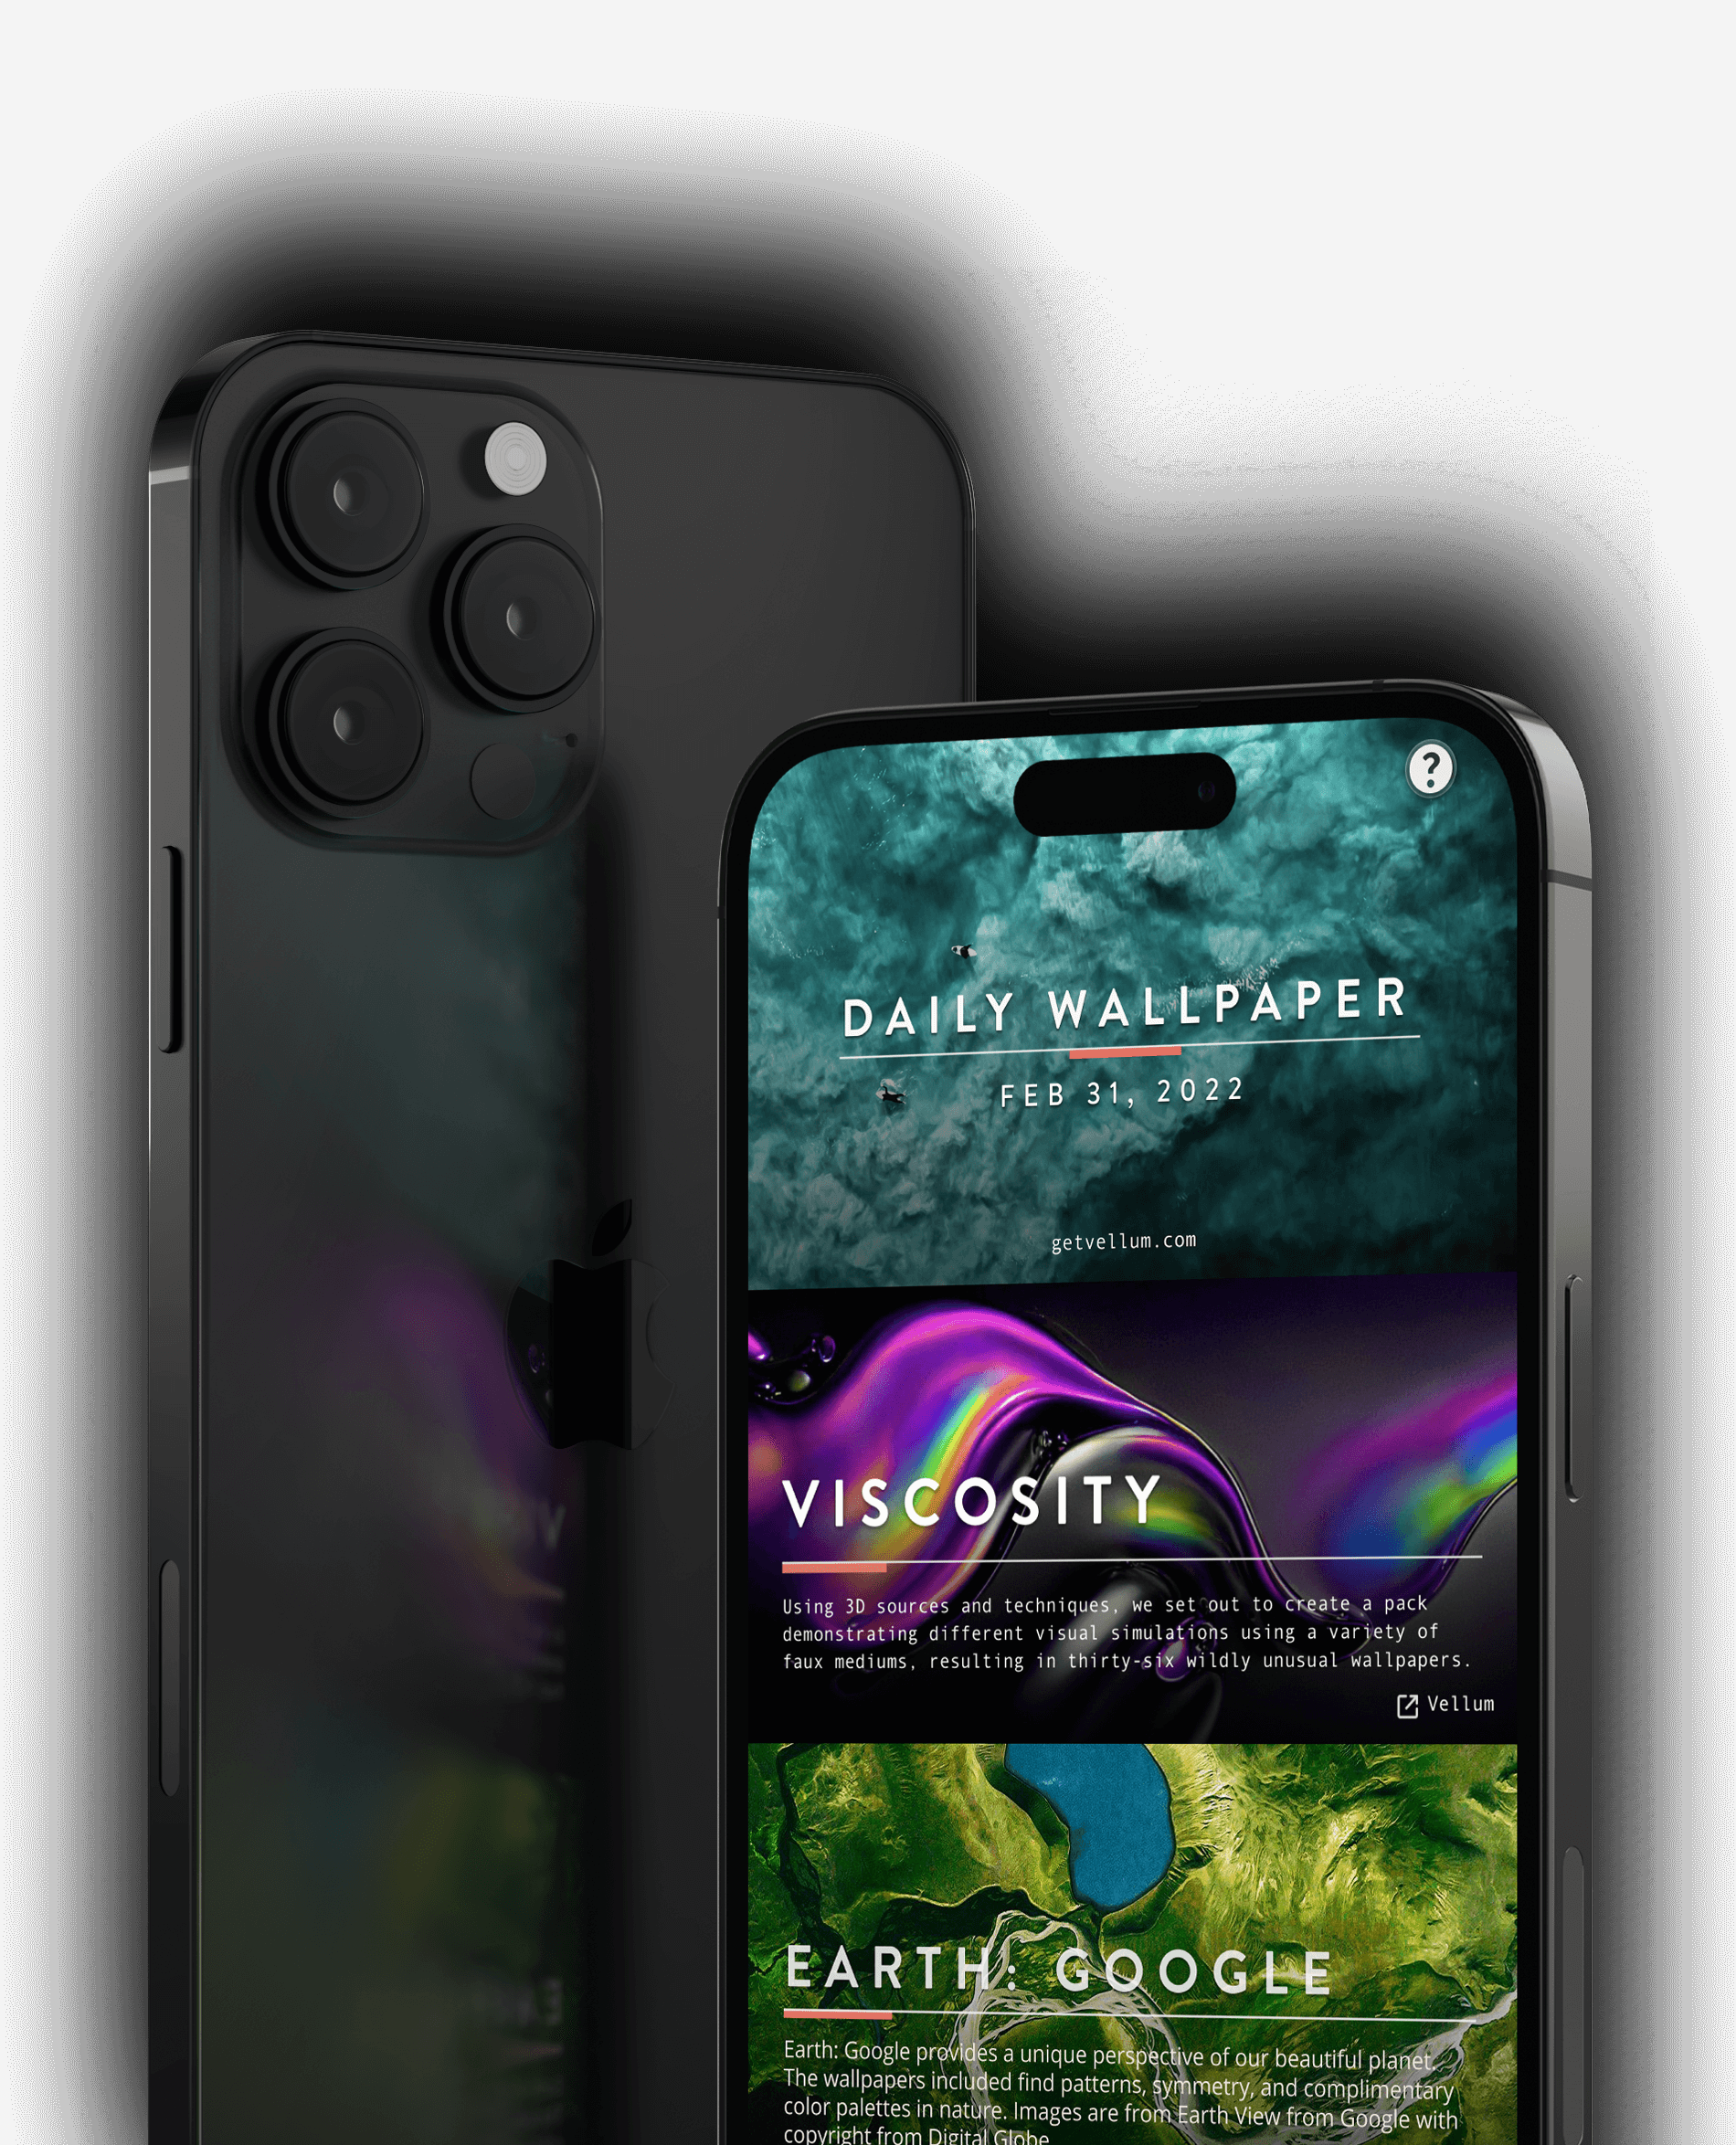 ?
DAILY WALLPAPER
FEB 31, 2022
getvellum.com
VISCOSITY
Using 3D sources and techniques, we set out to create a pack
demonstrating different visual simulations using a variety of
faux mediums, resulting in thirty-six wildly unusual wallpapers.
Vellum
EARTH: GOOGLE
Earth: Google provides a unique perspective of our beautiful planet.
The wallpapers included find patterns, symmetry, and complimentary
color palettes in nature. Images are from Earth View from Google with
copyright from Digital Globe